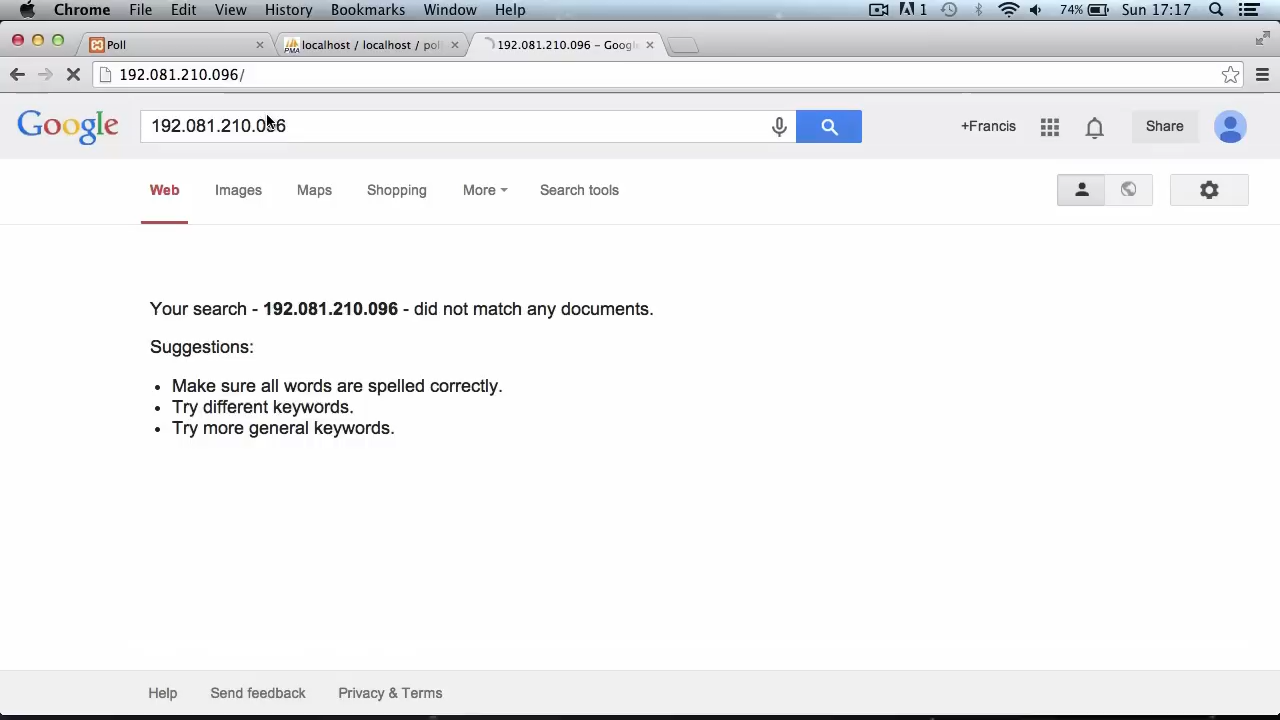 Chrome File Edit View History Bookmarks Window Help 1 74% Sun 17:17
Poll localhost / localhost / poll 192.081.210.096 – Google
192.081.210.096/
Google 192.081.210.096 +Francis Share
Web Images Maps Shopping More Search tools
Your search - 192.081.210.096 - did not match any documents.
Suggestions:
• Make sure all words are spelled correctly.
• Try different keywords.
• Try more general keywords.
Help Send feedback Privacy & Terms